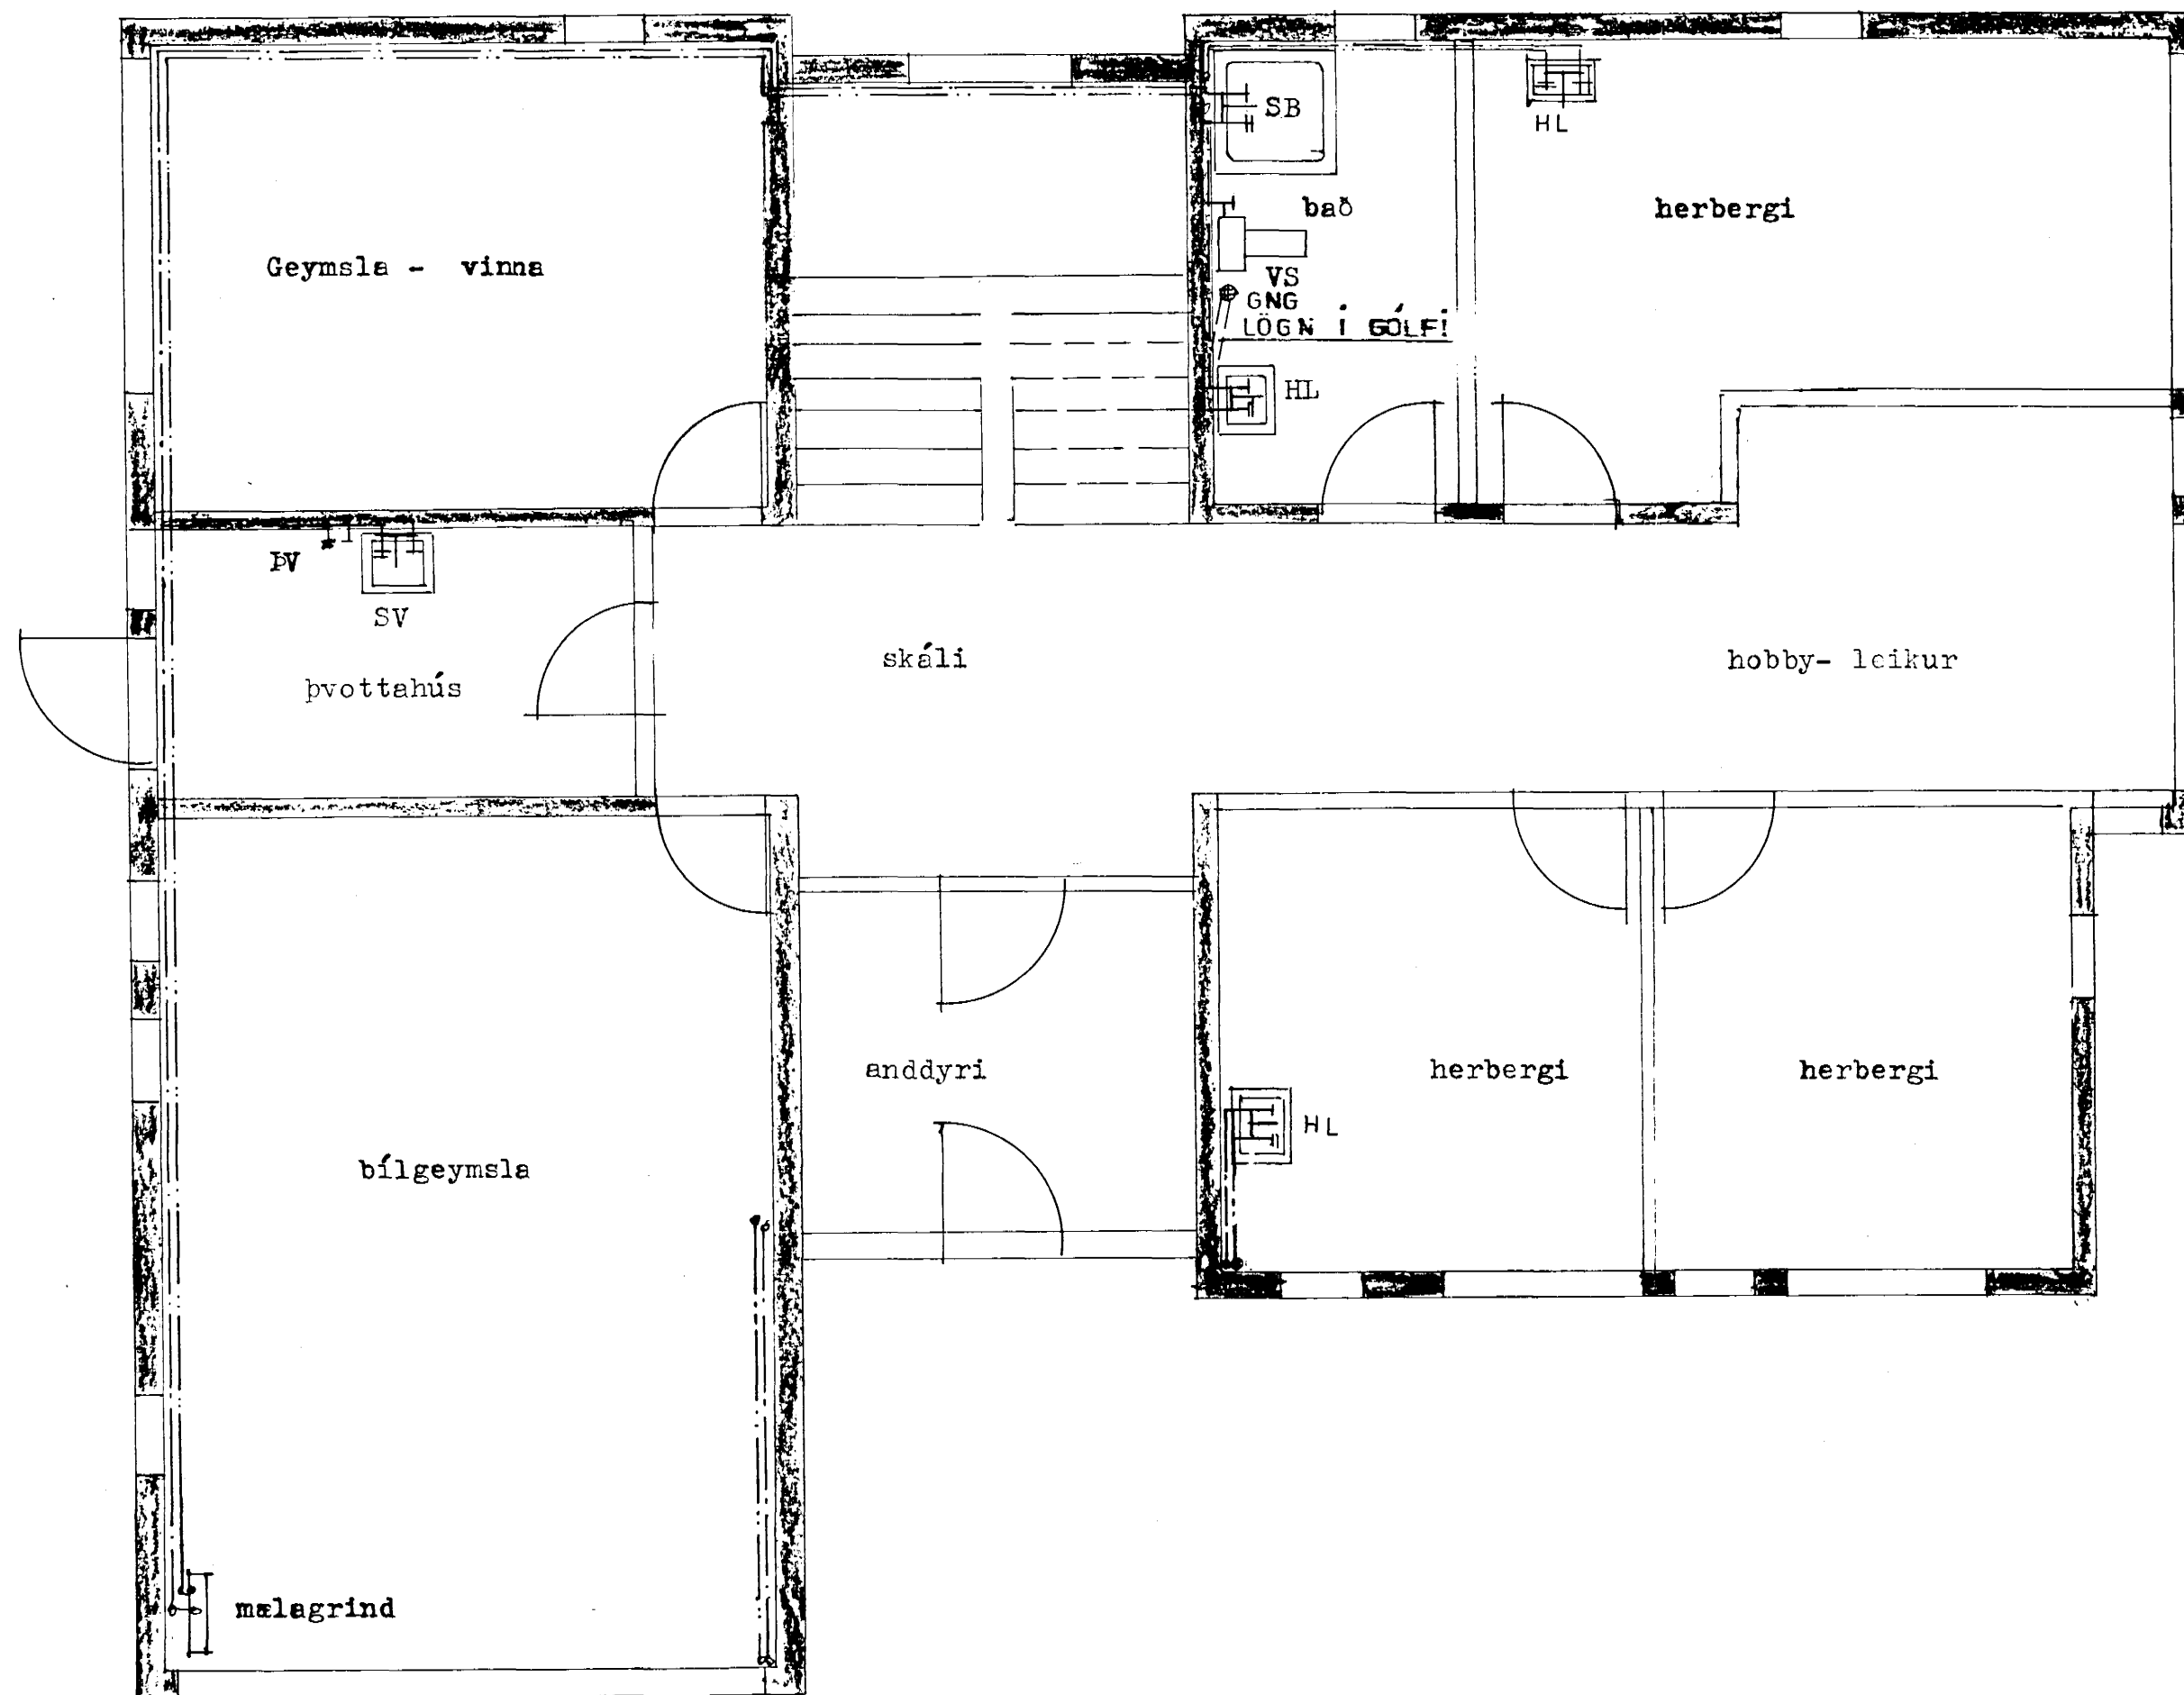 SB
HL
bað
herbergi
Geymsla - vinna
VS
GNG
LÖGN Í GÓLFI
HL
ÞV
SV
skáli
hobby- leikur
þvottahús
anddyri
herbergi
herbergi
HL
bílgeymsla
mælagrind